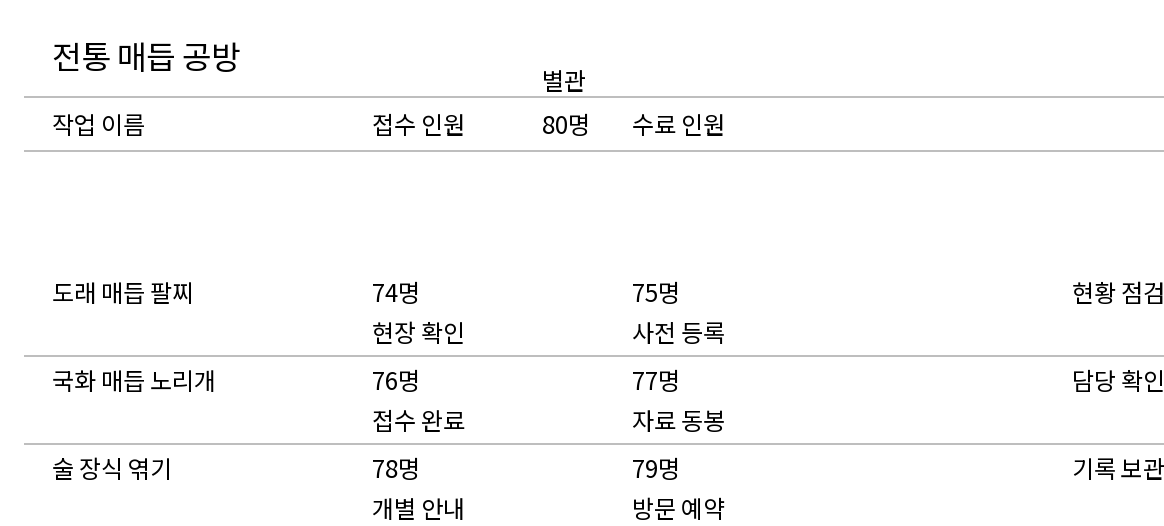 전통 매듭 공방
별관
작업 이름 접수 인원 80명 수료 인원
도래 매듭 팔찌 74명 75명 현황 점검
현장 확인 사전 등록
국화 매듭 노리개 76명 77명 담당 확인
접수 완료 자료 동봉
술 장식 엮기 78명 79명 기록 보관
개별 안내 방문 예약